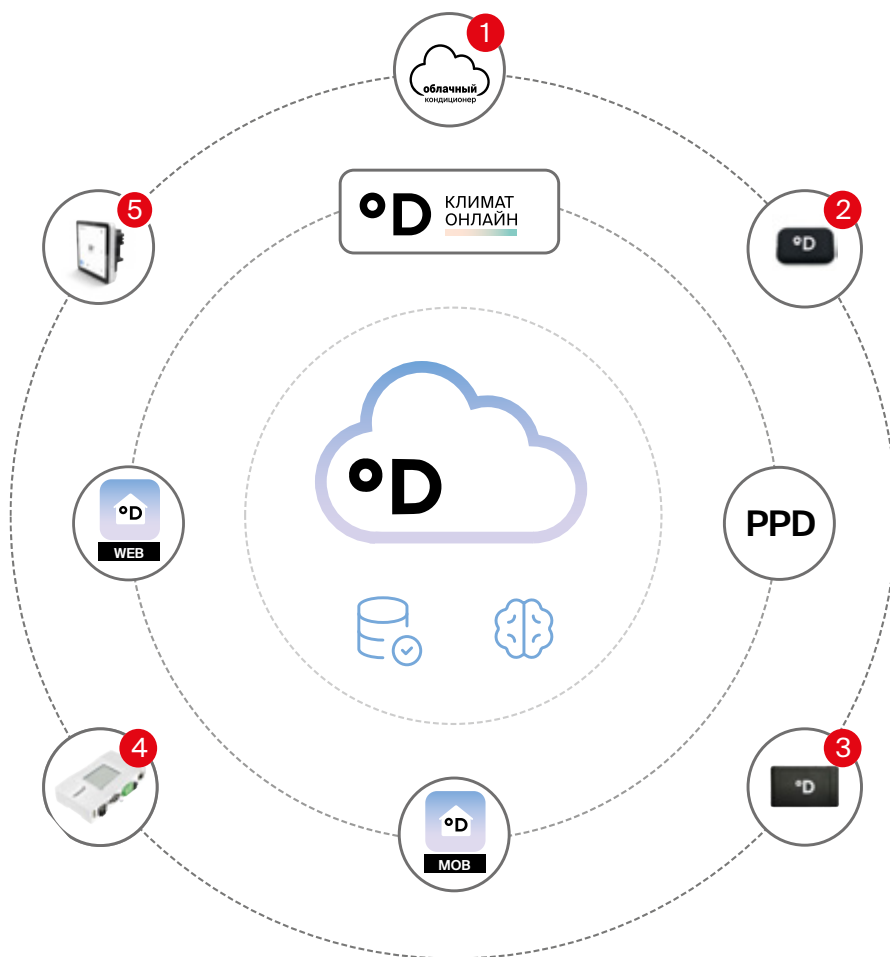 1
облачный
кондиционер
5
°D
КЛИМАТ
ОНЛАЙН
2
°D
°D
°D
WEB
PPD
4
3
°D
°D
MOB